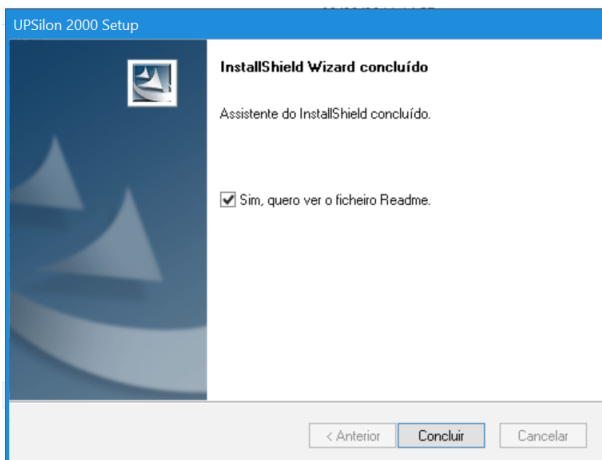 UPSilon 2000 Setup
InstallShield Wizard concluído
Assistente do InstallShield concluído.
Sim, quero ver o ficheiro Readme.
< Anterior
Concluir
Cancelar